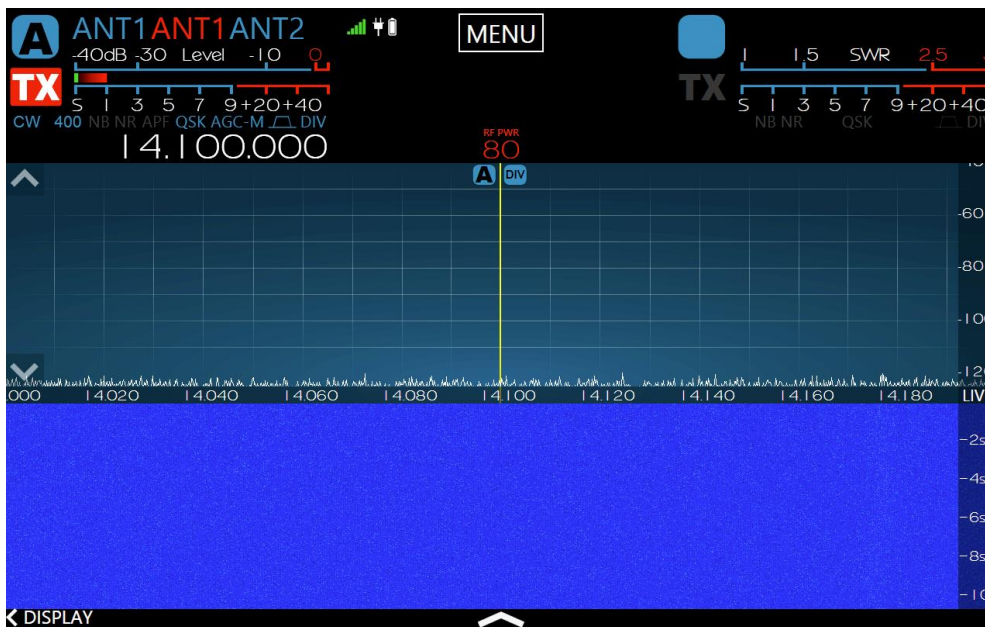 A ANT1 ANT1 ANT2 MENU
-40dB -30 Level -10 0 1 1.5 SWR 2.5
TX TX
S 1 3 5 7 9+20+40 S 1 3 5 7 9+20+40
CW 400 NB NR APF QSK AGC-M DIV NB NR QSK DI
14.100.000
RF PWR
80
A DIV
-60
-80
-100
-120
.000 14.020 14.040 14.060 14.080 14.100 14.120 14.140 14.160 14.180 LIV
-2s
-4s
-6s
-8s
-10
< DISPLAY